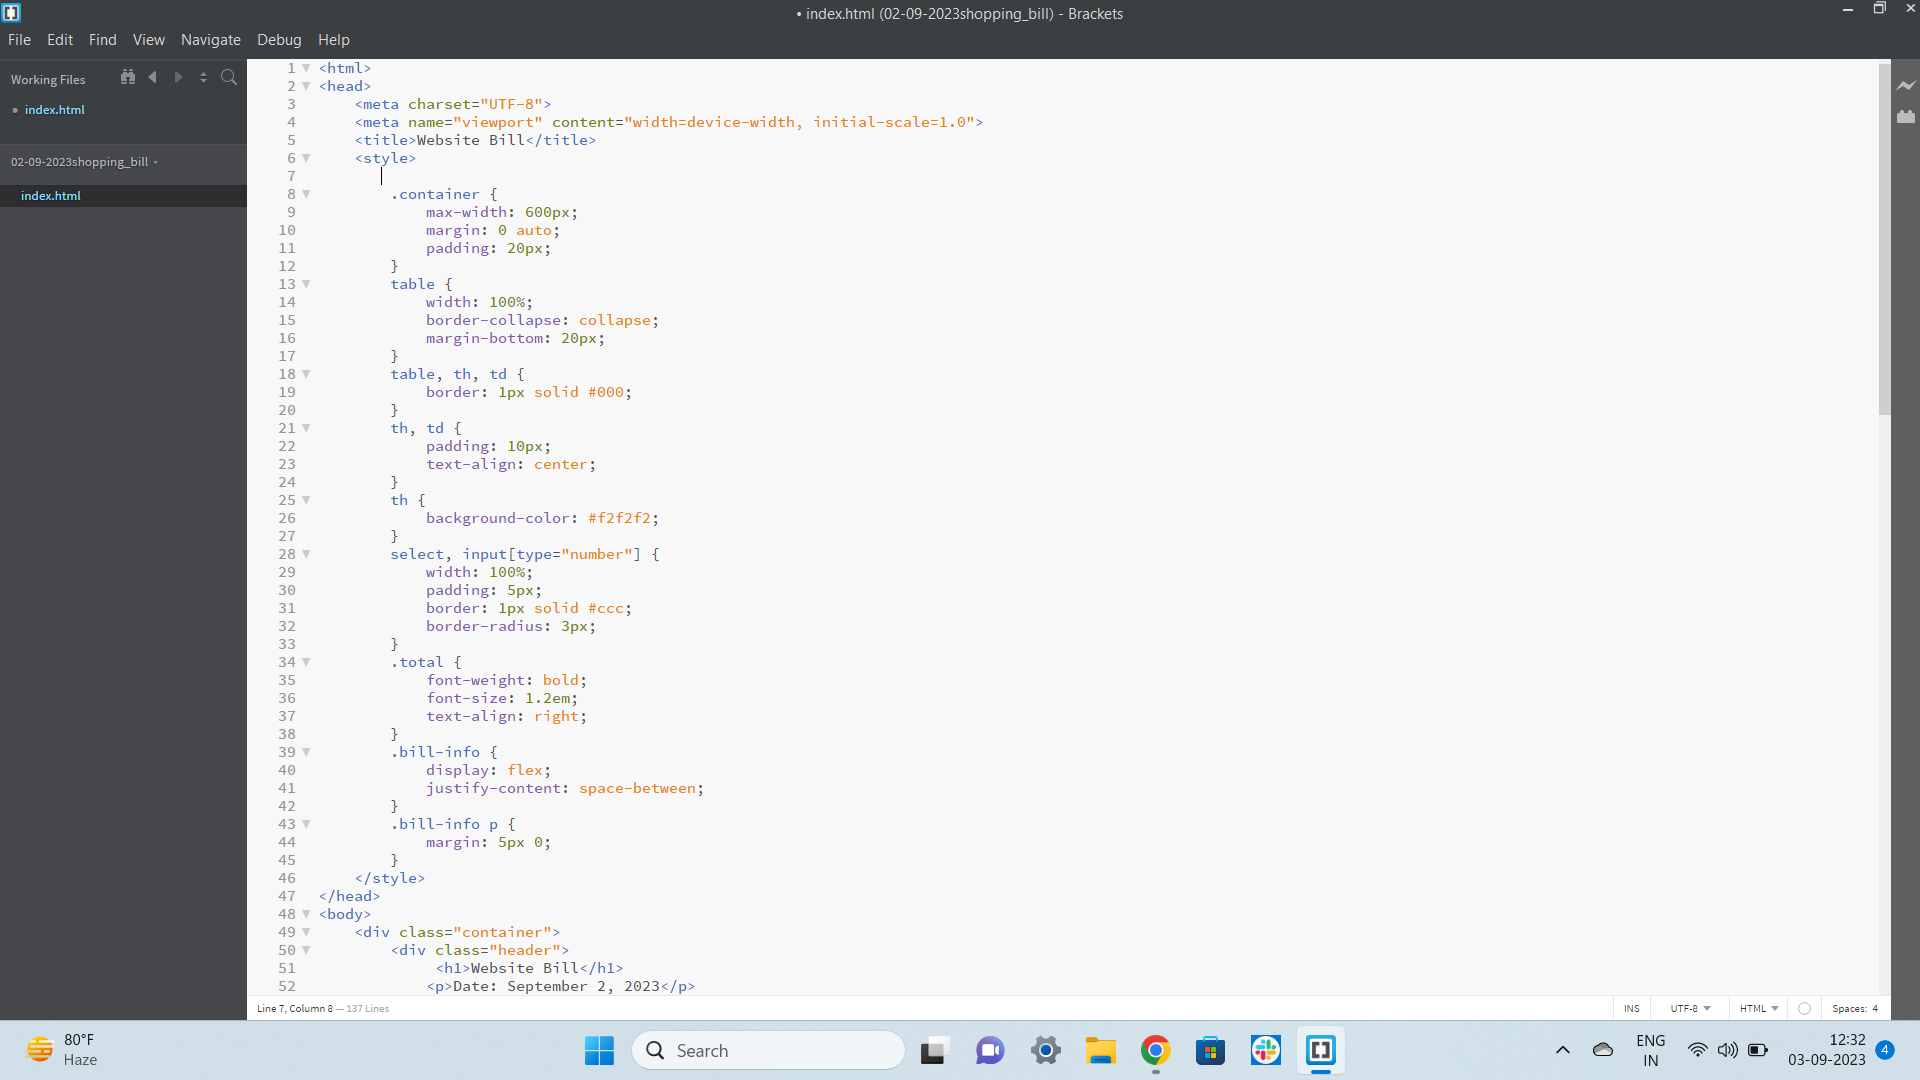 • index.html (02-09-2023shopping_bill) - Brackets
File Edit Find View Navigate Debug Help
Working Files
• index.html
02-09-2023shopping_bill
index.html
1 <html>
2 <head>
3 <meta charset="UTF-8">
4 <meta name="viewport" content="width=device-width, initial-scale=1.0">
5 <title>Website Bill</title>
6 <style>
7
8 .container {
9 max-width: 600px;
10 margin: 0 auto;
11 padding: 20px;
12 }
13 table {
14 width: 100%;
15 border-collapse: collapse;
16 margin-bottom: 20px;
17 }
18 table, th, td {
19 border: 1px solid #000;
20 }
21 th, td {
22 padding: 10px;
23 text-align: center;
24 }
25 th {
26 background-color: #f2f2f2;
27 }
28 select, input[type="number"] {
29 width: 100%;
30 padding: 5px;
31 border: 1px solid #ccc;
32 border-radius: 3px;
33 }
34 .total {
35 font-weight: bold;
36 font-size: 1.2em;
37 text-align: right;
38 }
39 .bill-info {
40 display: flex;
41 justify-content: space-between;
42 }
43 .bill-info p {
44 margin: 5px 0;
45 }
46 </style>
47 </head>
48 <body>
49 <div class="container">
50 <div class="header">
51 <h1>Website Bill</h1>
52 <p>Date: September 2, 2023</p>
Line 7, Column 8 — 137 Lines
INS UTF-8 HTML Spaces: 4
80°F
Haze
Search
ENG
IN
12:32
03-09-2023
4